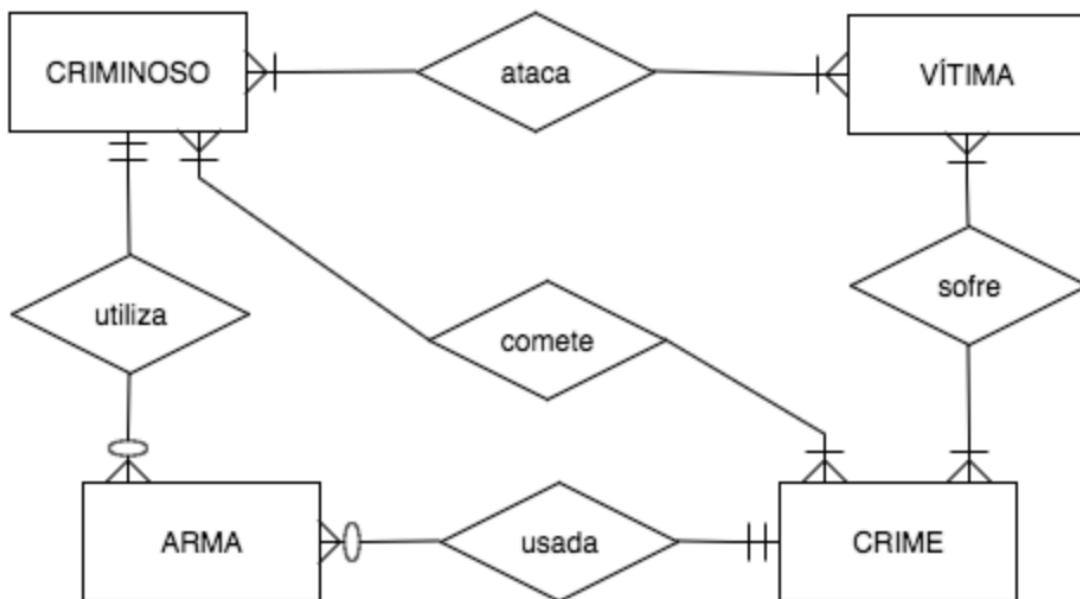 CRIMINOSO
ataca
VÍTIMA
utiliza
comete
sofre
ARMA
usada
CRIME